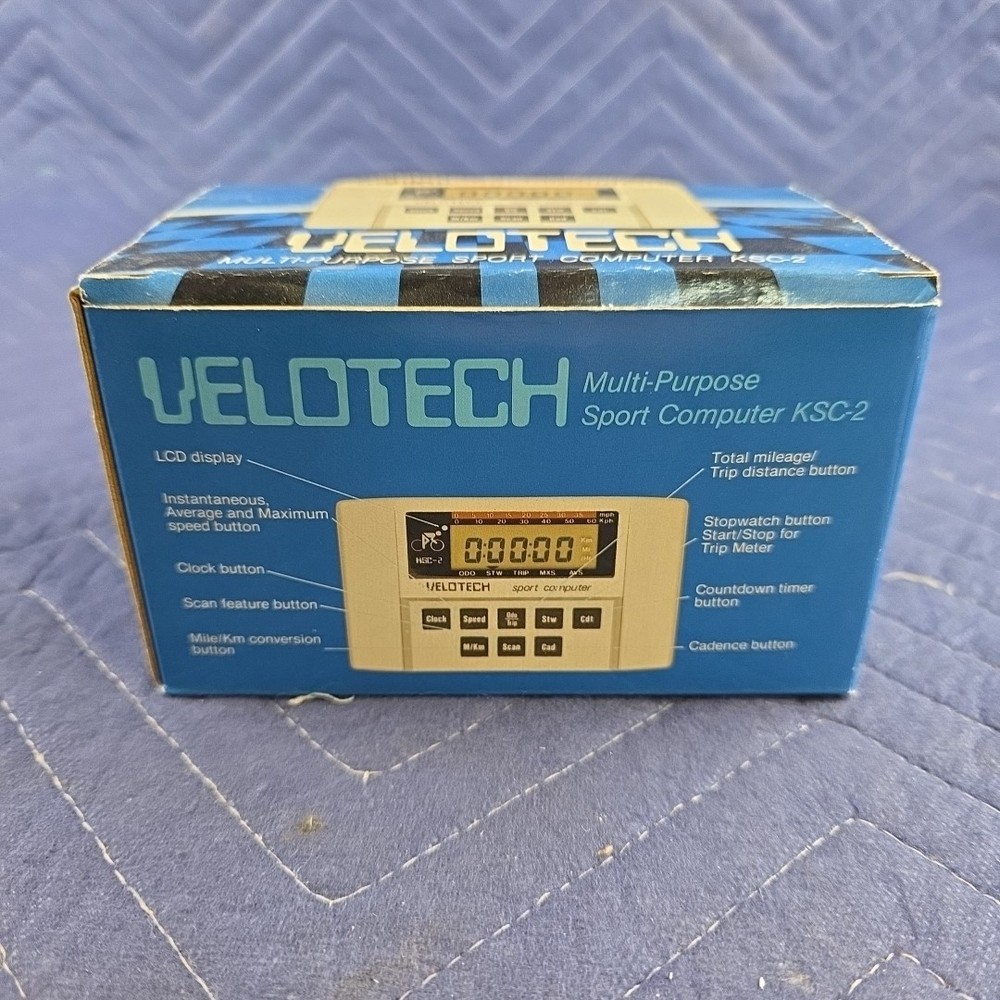 VELOTECH
MULTI-PURPOSE SPORT COMPUTER KSC-2
VELOTECH
Multi-Purpose
Sport Computer KSC-2
LCD display
Instantaneous,
Average and Maximum
speed button
Clock button
Scan feature button
Mile/Km conversion
button
Total mileage/
Trip distance button
Stopwatch button
Start/Stop for
Trip Meter
Countdown timer
button
Cadence button
0 5 10 15 20 25 30 35 mph
0 10 20 30 40 50 60 Kph
0:00:00
KSC-2
ODO STW TRIP MXS AVS
VELOTECH sport computer
Clock Speed Odo Trip Stw Cdt
M/Km Scan Cad